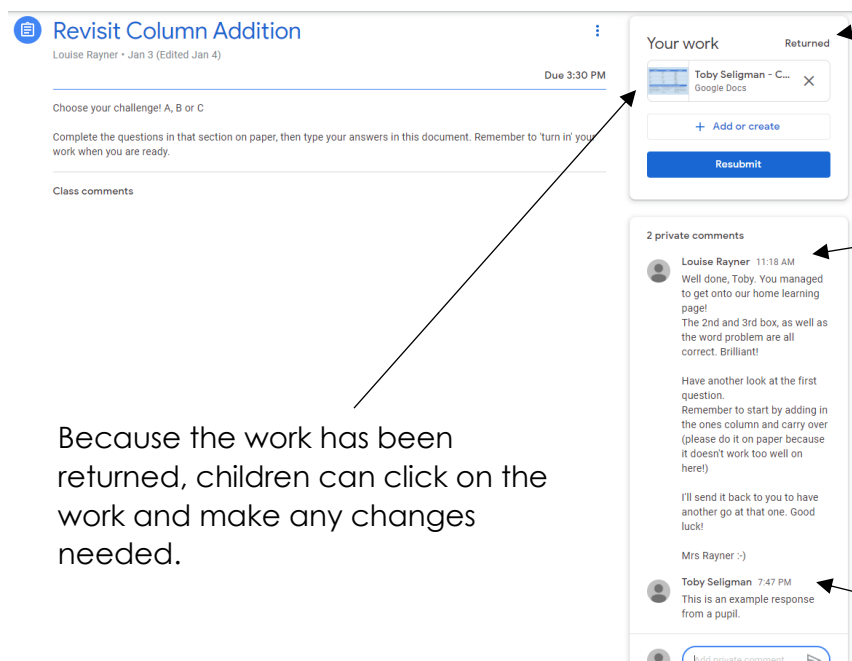 Revisit Column Addition
Louise Rayner • Jan 3 (Edited Jan 4)
Due 3:30 PM
Choose your challenge! A, B or C
Complete the questions in that section on paper, then type your answers in this document. Remember to 'turn in' your
work when you are ready.
Class comments
Because the work has been
returned, children can click on the
work and make any changes
needed.
Your work
Returned
Toby Seligman - C...
Google Docs
+ Add or create
Resubmit
2 private comments
Louise Rayner 11:18 AM
Well done, Toby. You managed
to get onto our home learning
page!
The 2nd and 3rd box, as well as
the word problem are all
correct. Brilliant!
Have another look at the first
question.
Remember to start by adding in
the ones column and carry over
(please do it on paper because
it doesn't work too well on
here!)
I'll send it back to you to have
another go at that one. Good
luck!
Mrs Rayner :-)
Toby Seligman 7:47 PM
This is an example response
from a pupil.
Add private comment